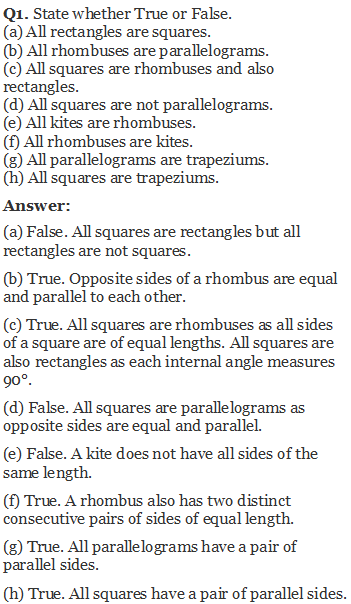 Q1. State whether True or False.
(a) All rectangles are squares.
(b) All rhombuses are parallelograms.
(c) All squares are rhombuses and also
rectangles.
(d) All squares are not parallelograms.
(e) All kites are rhombuses.
(f) All rhombuses are kites.
(g) All parallelograms are trapeziums.
(h) All squares are trapeziums.
Answer:
(a) False. All squares are rectangles but all
rectangles are not squares.
(b) True. Opposite sides of a rhombus are equal
and parallel to each other.
(c) True. All squares are rhombuses as all sides
of a square are of equal lengths. All squares are
also rectangles as each internal angle measures
90°.
(d) False. All squares are parallelograms as
opposite sides are equal and parallel.
(e) False. A kite does not have all sides of the
same length.
(f) True. A rhombus also has two distinct
consecutive pairs of sides of equal length.
(g) True. All parallelograms have a pair of
parallel sides.
(h) True. All squares have a pair of parallel sides.